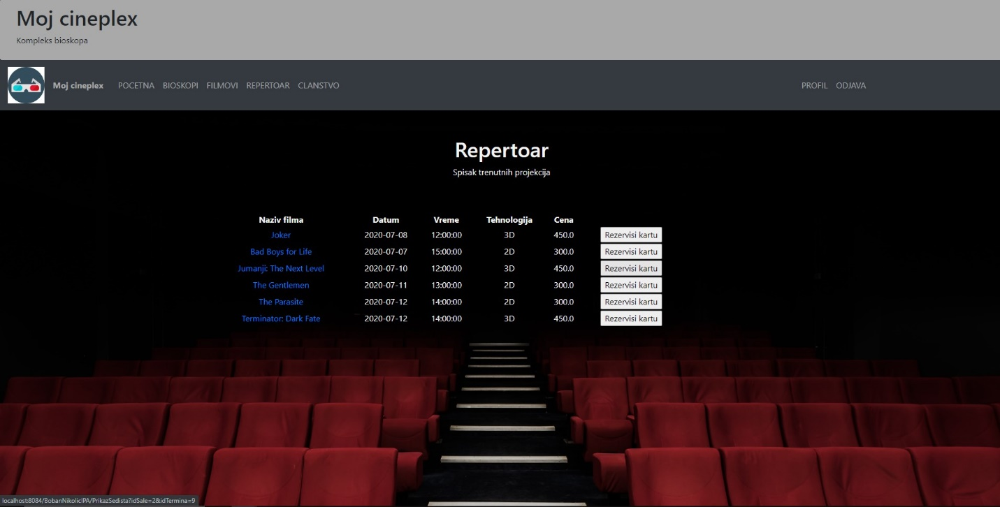 Moj cineplex
Kompleks bioskopa
Moj cineplex POCETNA BIOSKOPI FILMOVI REPERTOAR CLANSTVO PROFIL ODJAVA
Repertoar
Spisak trenutnih projekcija
Naziv filma Datum Vreme Tehnologija Cena
Joker 2020-07-08 12:00:00 3D 450.0 Rezervisi kartu
Bad Boys for Life 2020-07-07 15:00:00 2D 300.0 Rezervisi kartu
Jumanji: The Next Level 2020-07-10 12:00:00 3D 450.0 Rezervisi kartu
The Gentlemen 2020-07-11 13:00:00 2D 300.0 Rezervisi kartu
The Parasite 2020-07-12 14:00:00 2D 300.0 Rezervisi kartu
Terminator: Dark Fate 2020-07-12 14:00:00 3D 450.0 Rezervisi kartu
localhost:8084/BobanNikolicIPA/PrikazSedista?idSale=2&idTermina=9